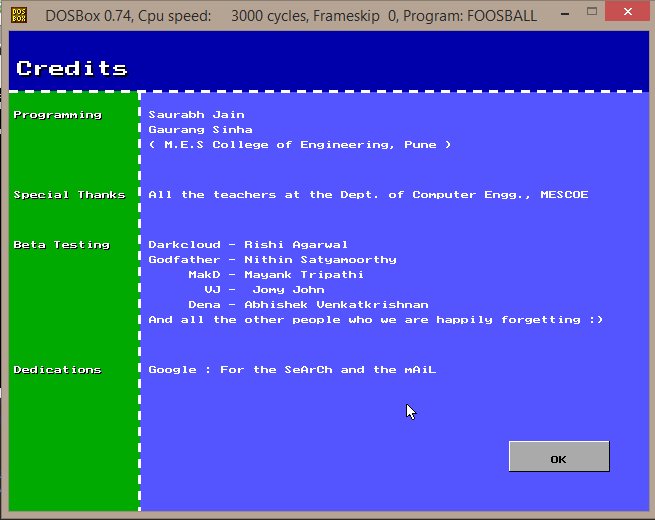 DOS
BOX
DOSBox 0.74, Cpu speed: 3000 cycles, Frameskip 0, Program: FOOSBALL
Credits
Programming
Saurabh Jain
Gaurang Sinha
( M.E.S College of Engineering, Pune )
Special Thanks
All the teachers at the Dept. of Computer Engg., MESCOE
Beta Testing
Darkcloud - Rishi Agarwal
Godfather - Nithin Satyamoorthy
MakD - Mayank Tripathi
VJ - Jomy John
Dena - Abhishek Venkatkrishnan
And all the other people who we are happily forgetting :)
Dedications
Google : For the SeArCh and the mAiL
OK